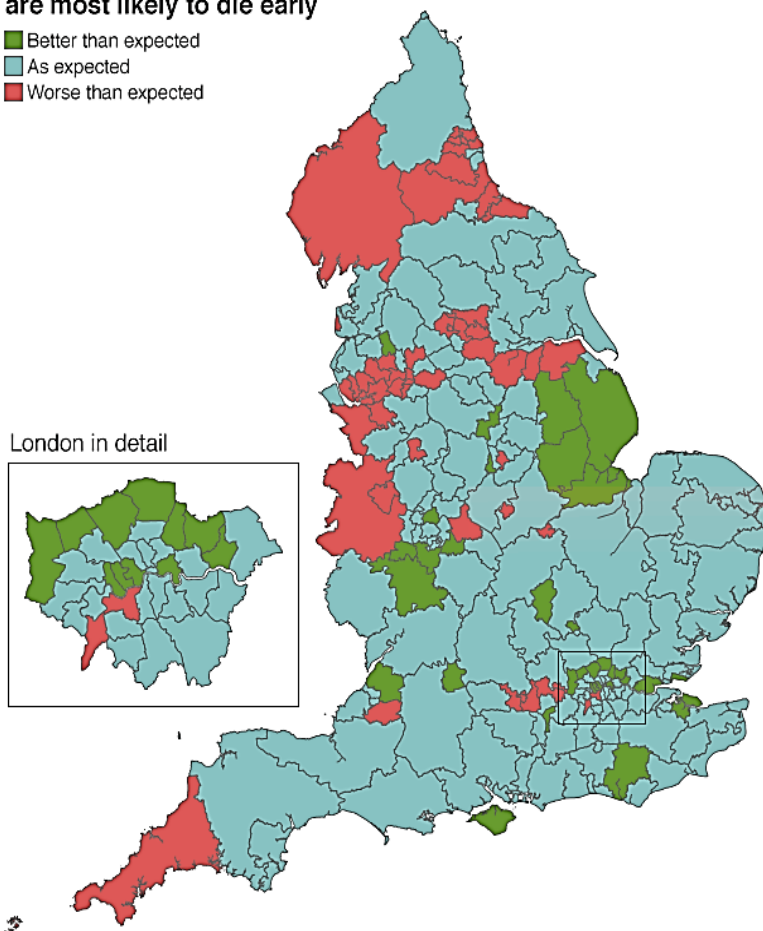 are most likely to die early
Better than expected
As expected
Worse than expected
London in detail